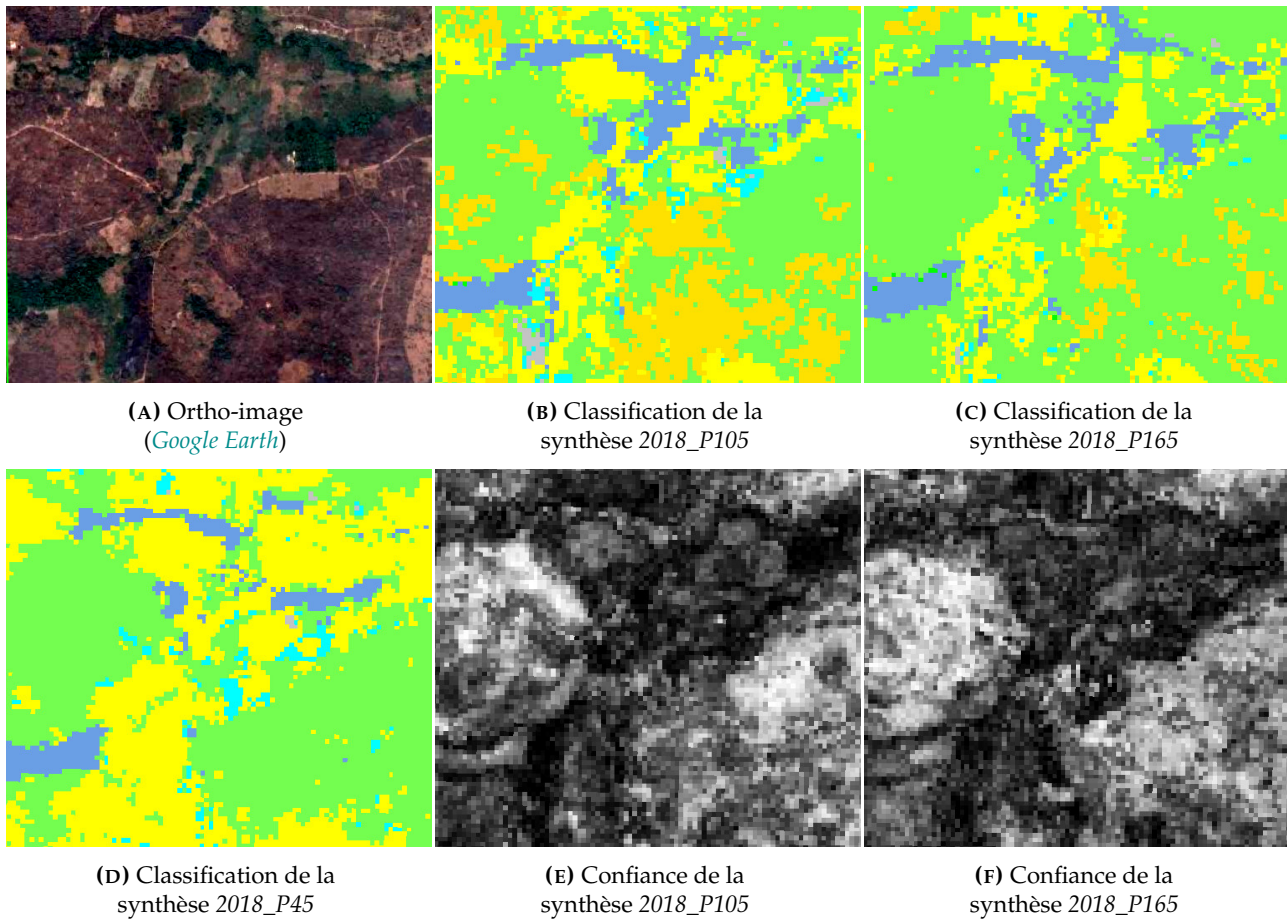 (A) Ortho-image
(Google Earth)
(B) Classification de la
synthèse 2018_P105
(C) Classification de la
synthèse 2018_P165
(D) Classification de la
synthèse 2018_P45
(E) Confiance de la
synthèse 2018_P105
(F) Confiance de la
synthèse 2018_P165